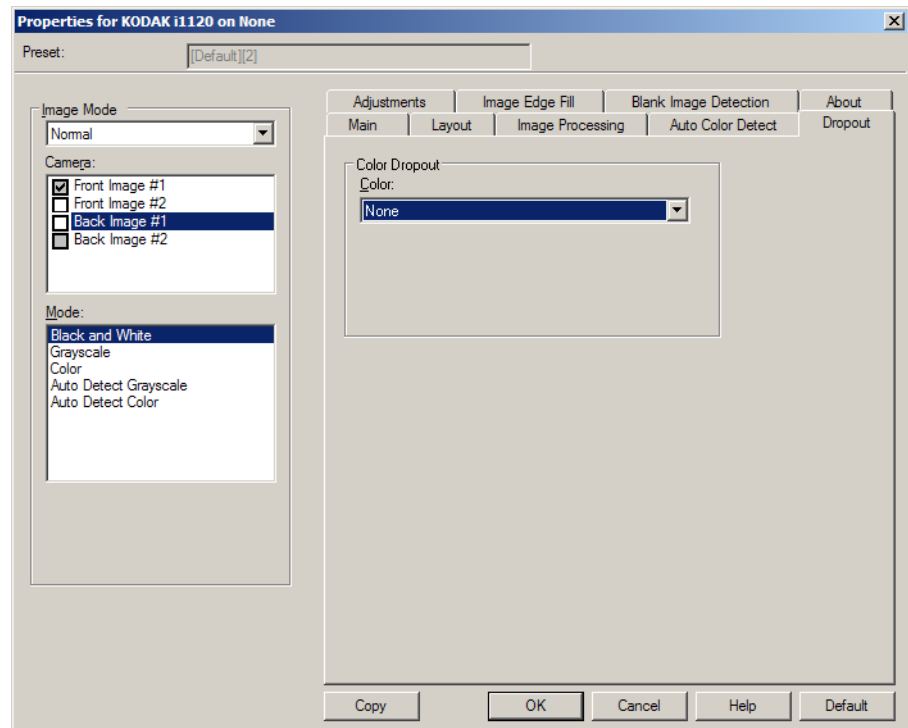 Properties for KODAK i1120 on None
Preset:
[Default][2]
Image Mode
Normal
Camera:
Front Image #1
Front Image #2
Back Image #1
Back Image #2
Mode:
Black and White
Grayscale
Color
Auto Detect Grayscale
Auto Detect Color
Adjustments
Image Edge Fill
Blank Image Detection
About
Main
Layout
Image Processing
Auto Color Detect
Dropout
Color Dropout
Color:
None
Copy
OK
Cancel
Help
Default